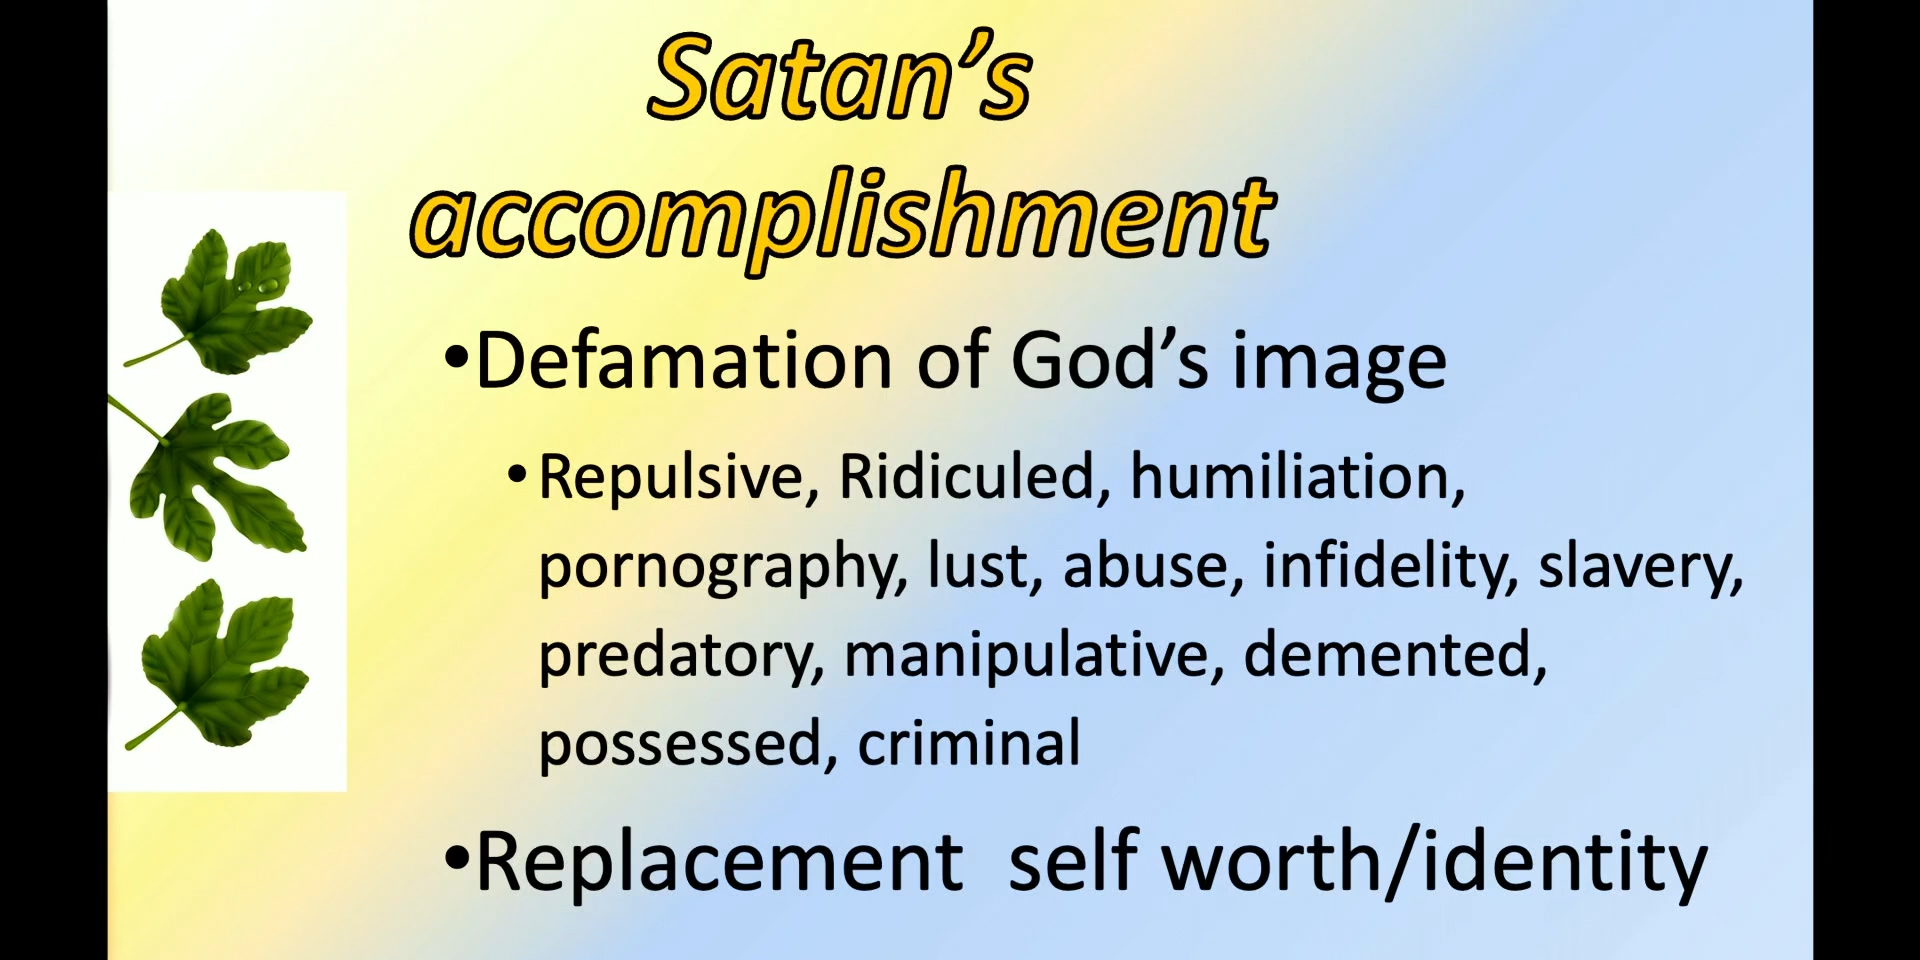 Satan’s
accomplishment
•Defamation of God’s image
•Repulsive, Ridiculed, humiliation,
pornography, lust, abuse, infidelity, slavery,
predatory, manipulative, demented,
possessed, criminal
•Replacement  self worth/identity